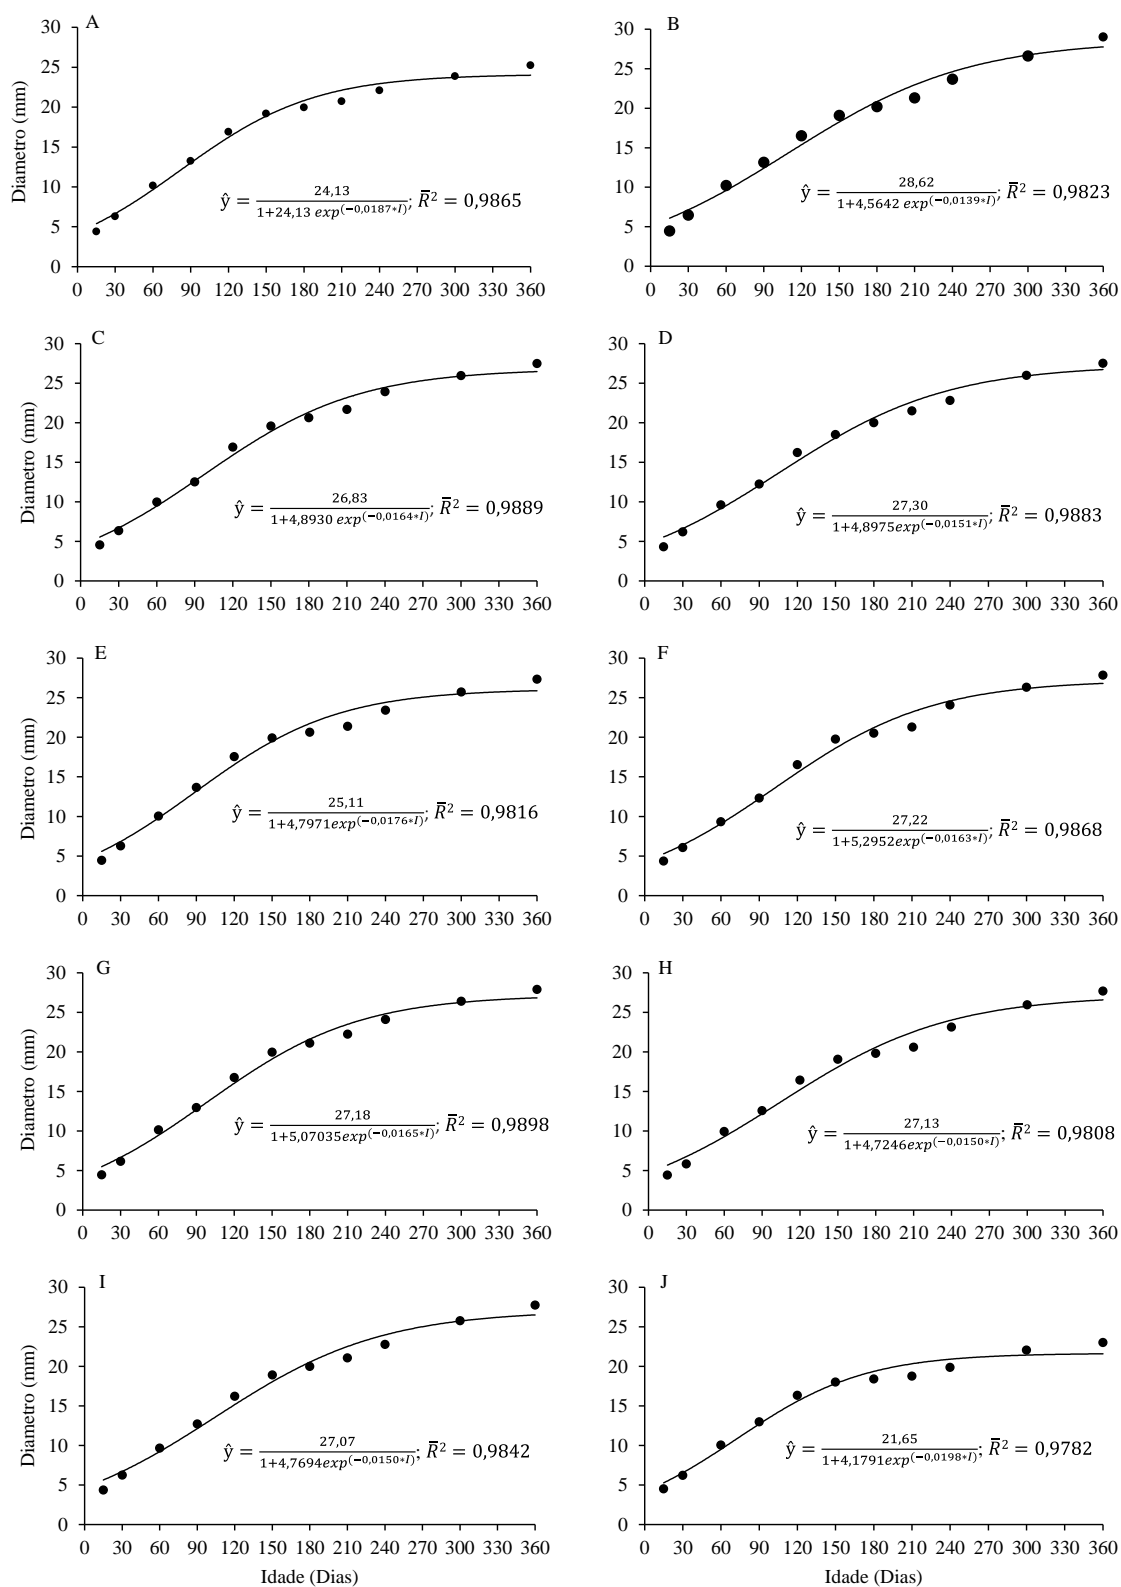 A
Diametro (mm)
30
25
20
15
10
5
0
ŷ = 24,13 / 1+24,13 exp^(−0,0187*I); R̅² = 0,9865
0 30 60 90 120 150 180 210 240 270 300 330 360
B
30
25
20
15
10
5
0
ŷ = 28,62 / 1+4,5642 exp^(−0,0139*I); R̅² = 0,9823
0 30 60 90 120 150 180 210 240 270 300 330 360
C
Diametro (mm)
30
25
20
15
10
5
0
ŷ = 26,83 / 1+4,8930 exp^(−0,0164*I); R̅² = 0,9889
0 30 60 90 120 150 180 210 240 270 300 330 360
D
30
25
20
15
10
5
0
ŷ = 27,30 / 1+4,8975exp^(−0,0151*I); R̅² = 0,9883
0 30 60 90 120 150 180 210 240 270 300 330 360
E
Diametro (mm)
30
25
20
15
10
5
0
ŷ = 25,11 / 1+4,7971exp^(−0,0176*I); R̅² = 0,9816
0 30 60 90 120 150 180 210 240 270 300 330 360
F
30
25
20
15
10
5
0
ŷ = 27,22 / 1+5,2952exp^(−0,0163*I); R̅² = 0,9868
0 30 60 90 120 150 180 210 240 270 300 330 360
G
Diametro (mm)
30
25
20
15
10
5
0
ŷ = 27,18 / 1+5,07035exp^(−0,0165*I); R̅² = 0,9898
0 30 60 90 120 150 180 210 240 270 300 330 360
H
30
25
20
15
10
5
0
ŷ = 27,13 / 1+4,7246exp^(−0,0150*I); R̅² = 0,9808
0 30 60 90 120 150 180 210 240 270 300 330 360
I
Diametro (mm)
30
25
20
15
10
5
0
ŷ = 27,07 / 1+4,7694exp^(−0,0150*I); R̅² = 0,9842
0 30 60 90 120 150 180 210 240 270 300 330 360
Idade (Dias)
J
30
25
20
15
10
5
0
ŷ = 21,65 / 1+4,1791exp^(−0,0198*I); R̅² = 0,9782
0 30 60 90 120 150 180 210 240 270 300 330 360
Idade (Dias)